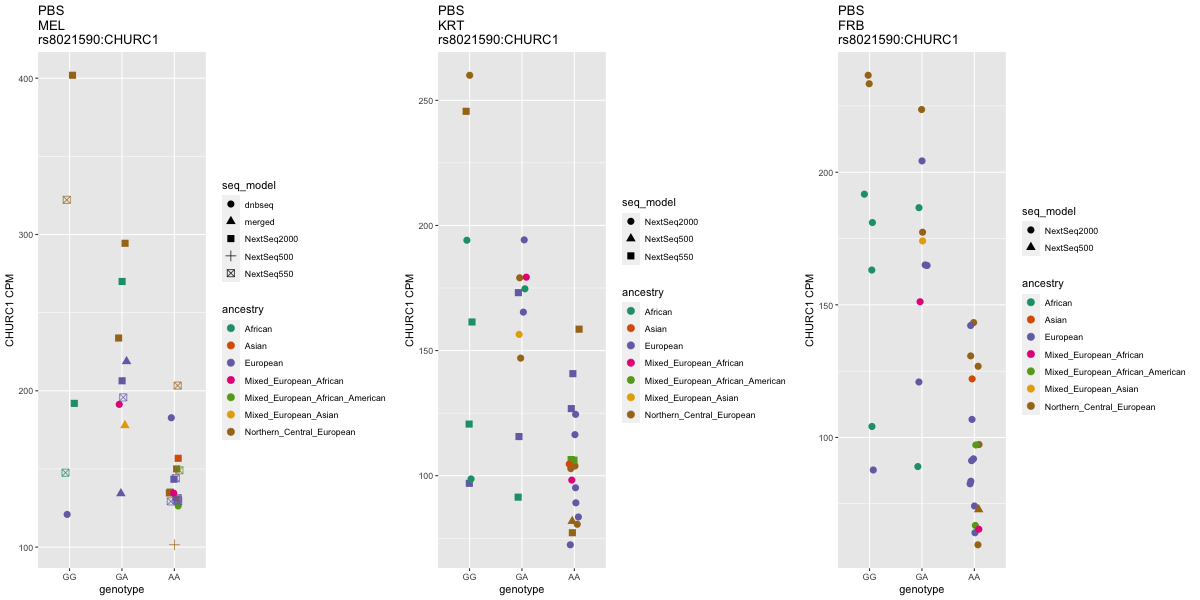 PBS
MEL
rs8021590:CHURC1
CHURC1 CPM
400
300
200
100
GG
GA
AA
genotype
seq_model
dnbseq
merged
NextSeq2000
NextSeq500
NextSeq550
ancestry
African
Asian
European
Mixed_European_African
Mixed_European_African_American
Mixed_European_Asian
Northern_Central_European
PBS
KRT
rs8021590:CHURC1
CHURC1 CPM
250
200
150
100
GG
GA
AA
genotype
seq_model
NextSeq2000
NextSeq500
NextSeq550
ancestry
African
Asian
European
Mixed_European_African
Mixed_European_African_American
Mixed_European_Asian
Northern_Central_European
PBS
FRB
rs8021590:CHURC1
CHURC1 CPM
200
150
100
GG
GA
AA
genotype
seq_model
NextSeq2000
NextSeq500
ancestry
African
Asian
European
Mixed_European_African
Mixed_European_African_American
Mixed_European_Asian
Northern_Central_European